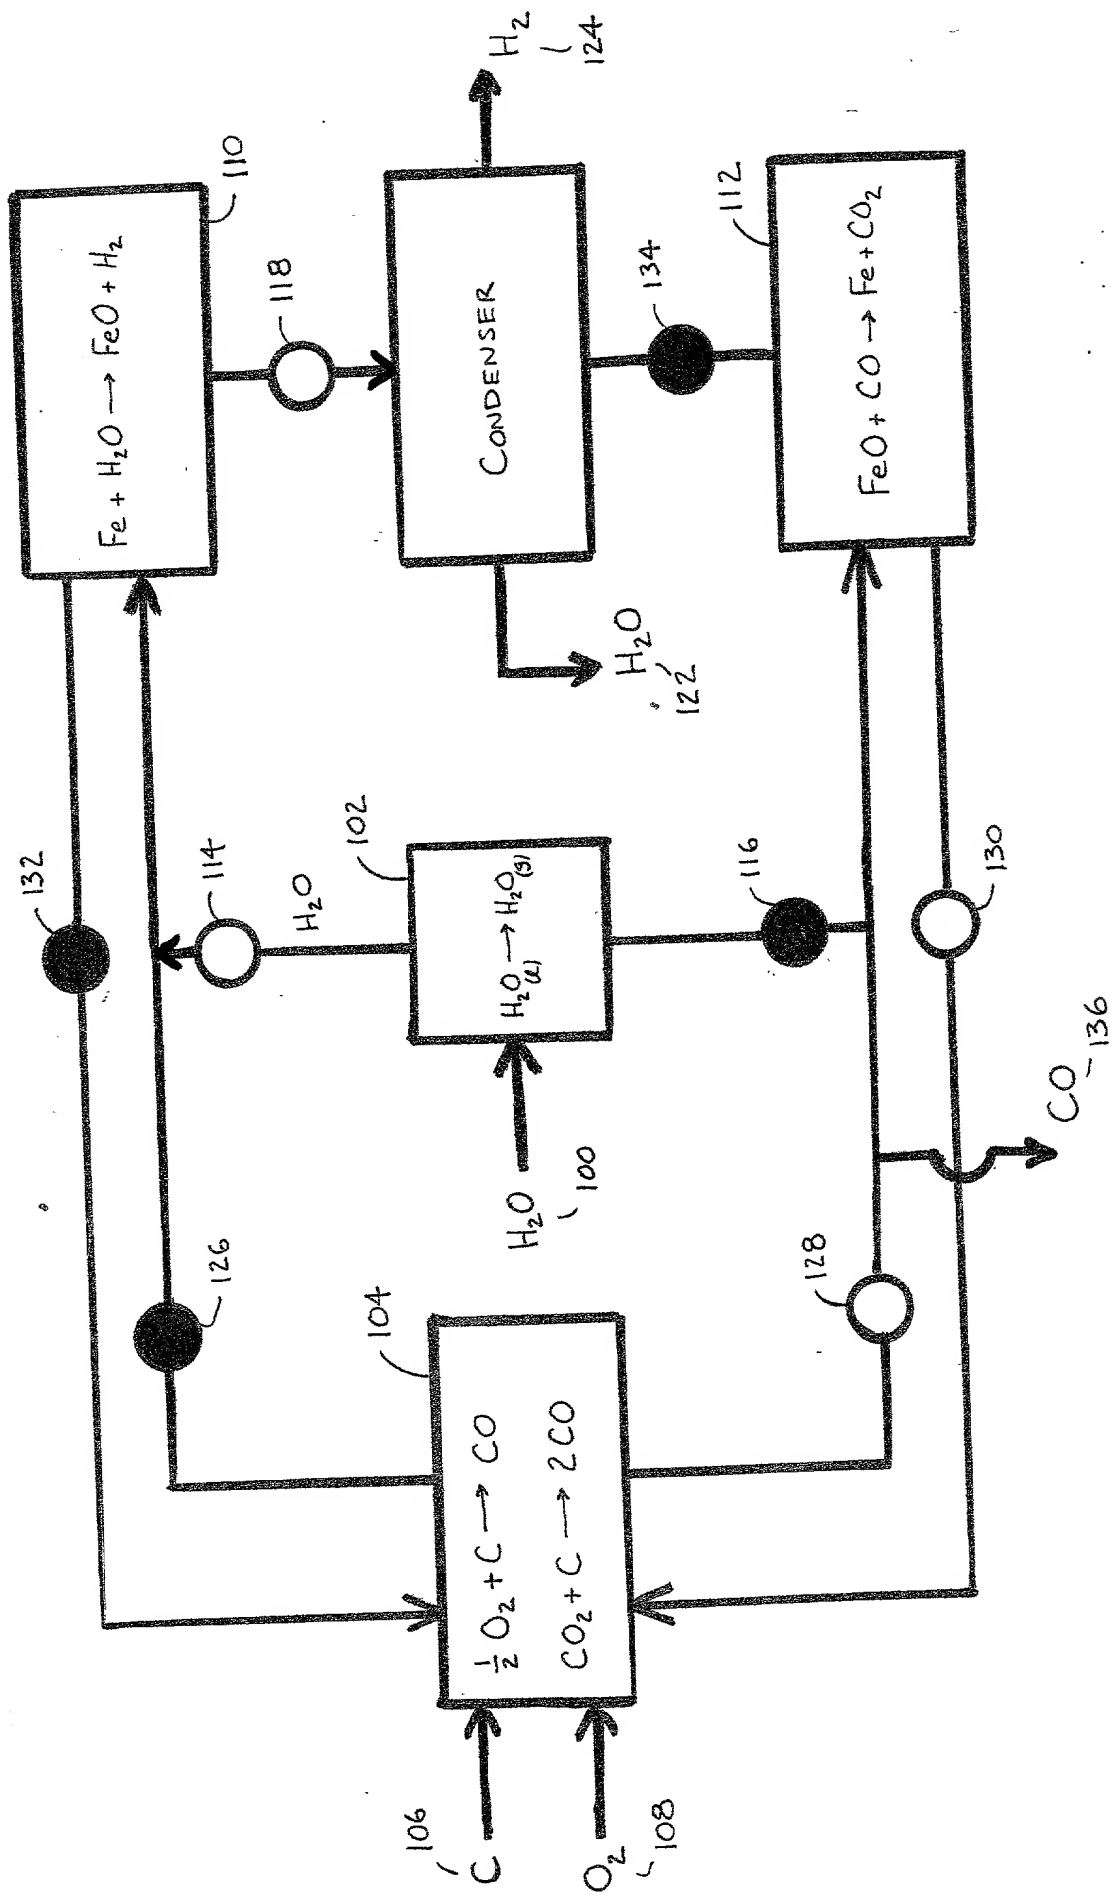 132
Fe + H₂O → FeO + H₂
110
126
114
H₂O
118
104
102
C
106
½ O₂ + C → CO
CO₂ + C → 2CO
O₂
108
H₂O
100
H₂O(l) → H₂O(g)
CONDENSER
H₂
124
H₂O
122
128
116
134
112
FeO + CO → Fe + CO₂
130
CO
136